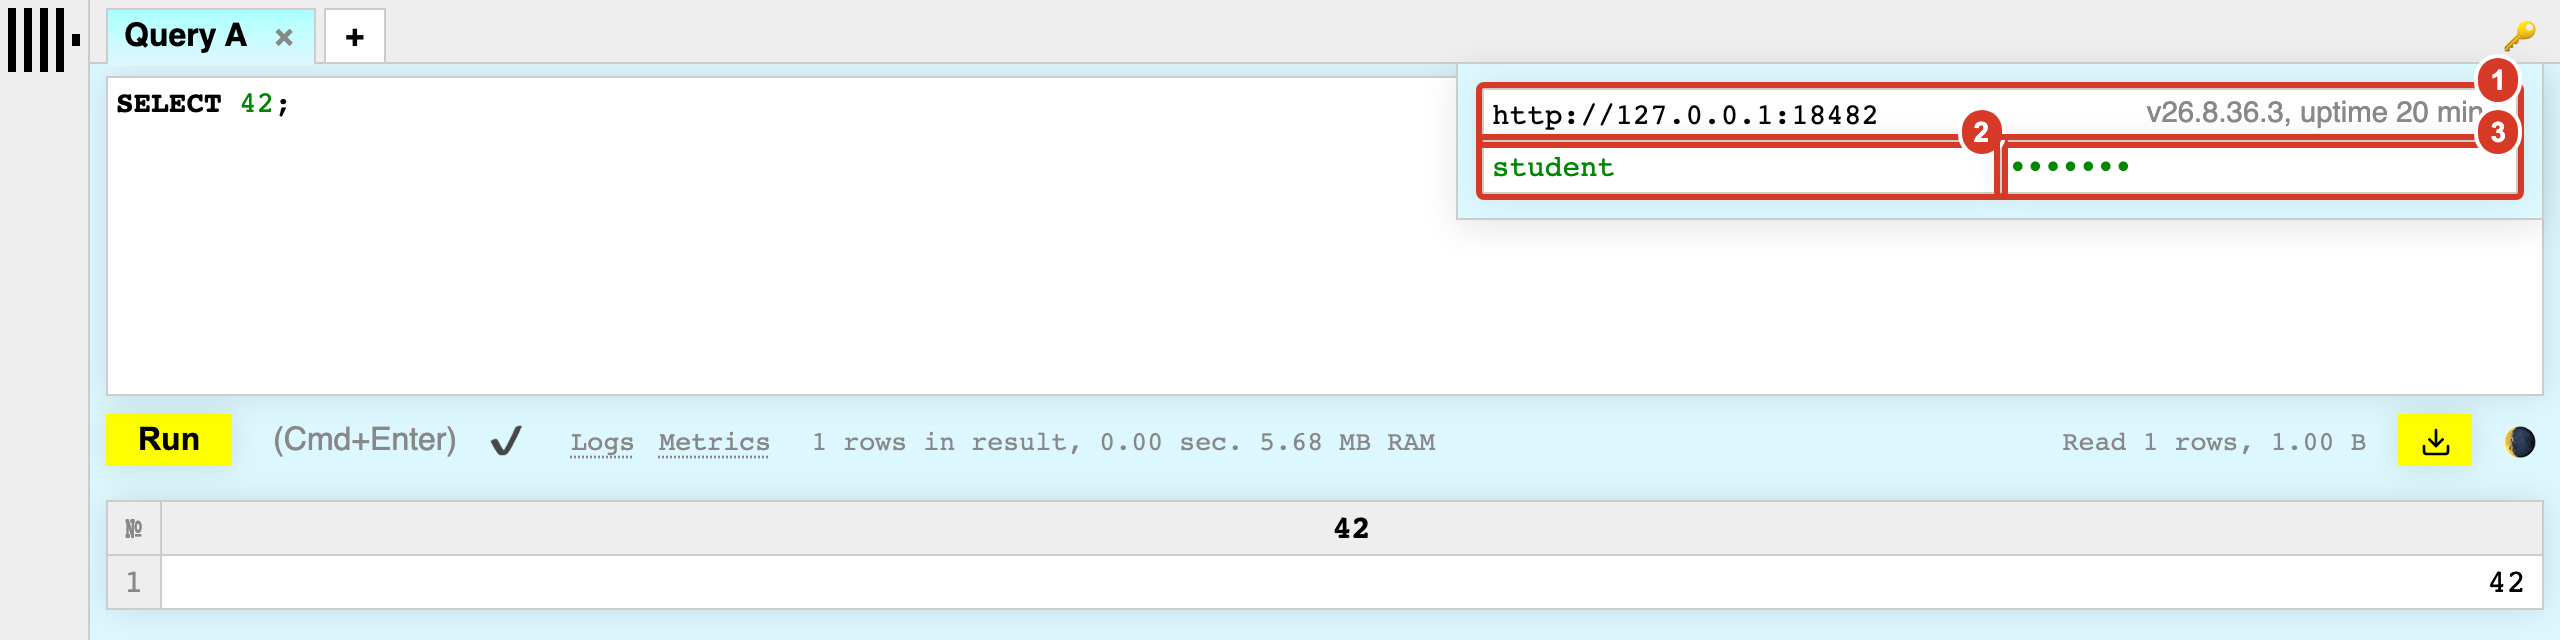 Query A × +
SELECT 42;
1
http://127.0.0.1:18482 v26.8.36.3, uptime 20 min
2 3
student •••••••
Run (Cmd+Enter) ✔ Logs Metrics 1 rows in result, 0.00 sec. 5.68 MB RAM Read 1 rows, 1.00 B
№ 42
1 42